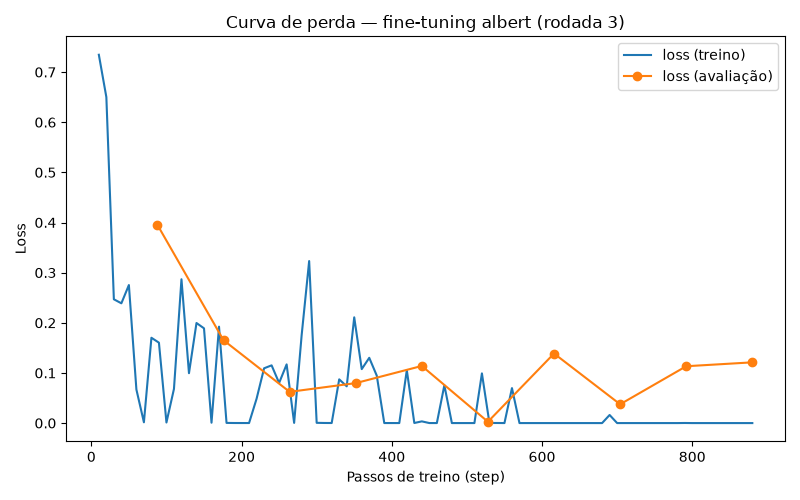 Curva de perda — fine-tuning albert (rodada 3)
loss (treino)
loss (avaliação)
Loss
0.7
0.6
0.5
0.4
0.3
0.2
0.1
0.0
0 200 400 600 800
Passos de treino (step)